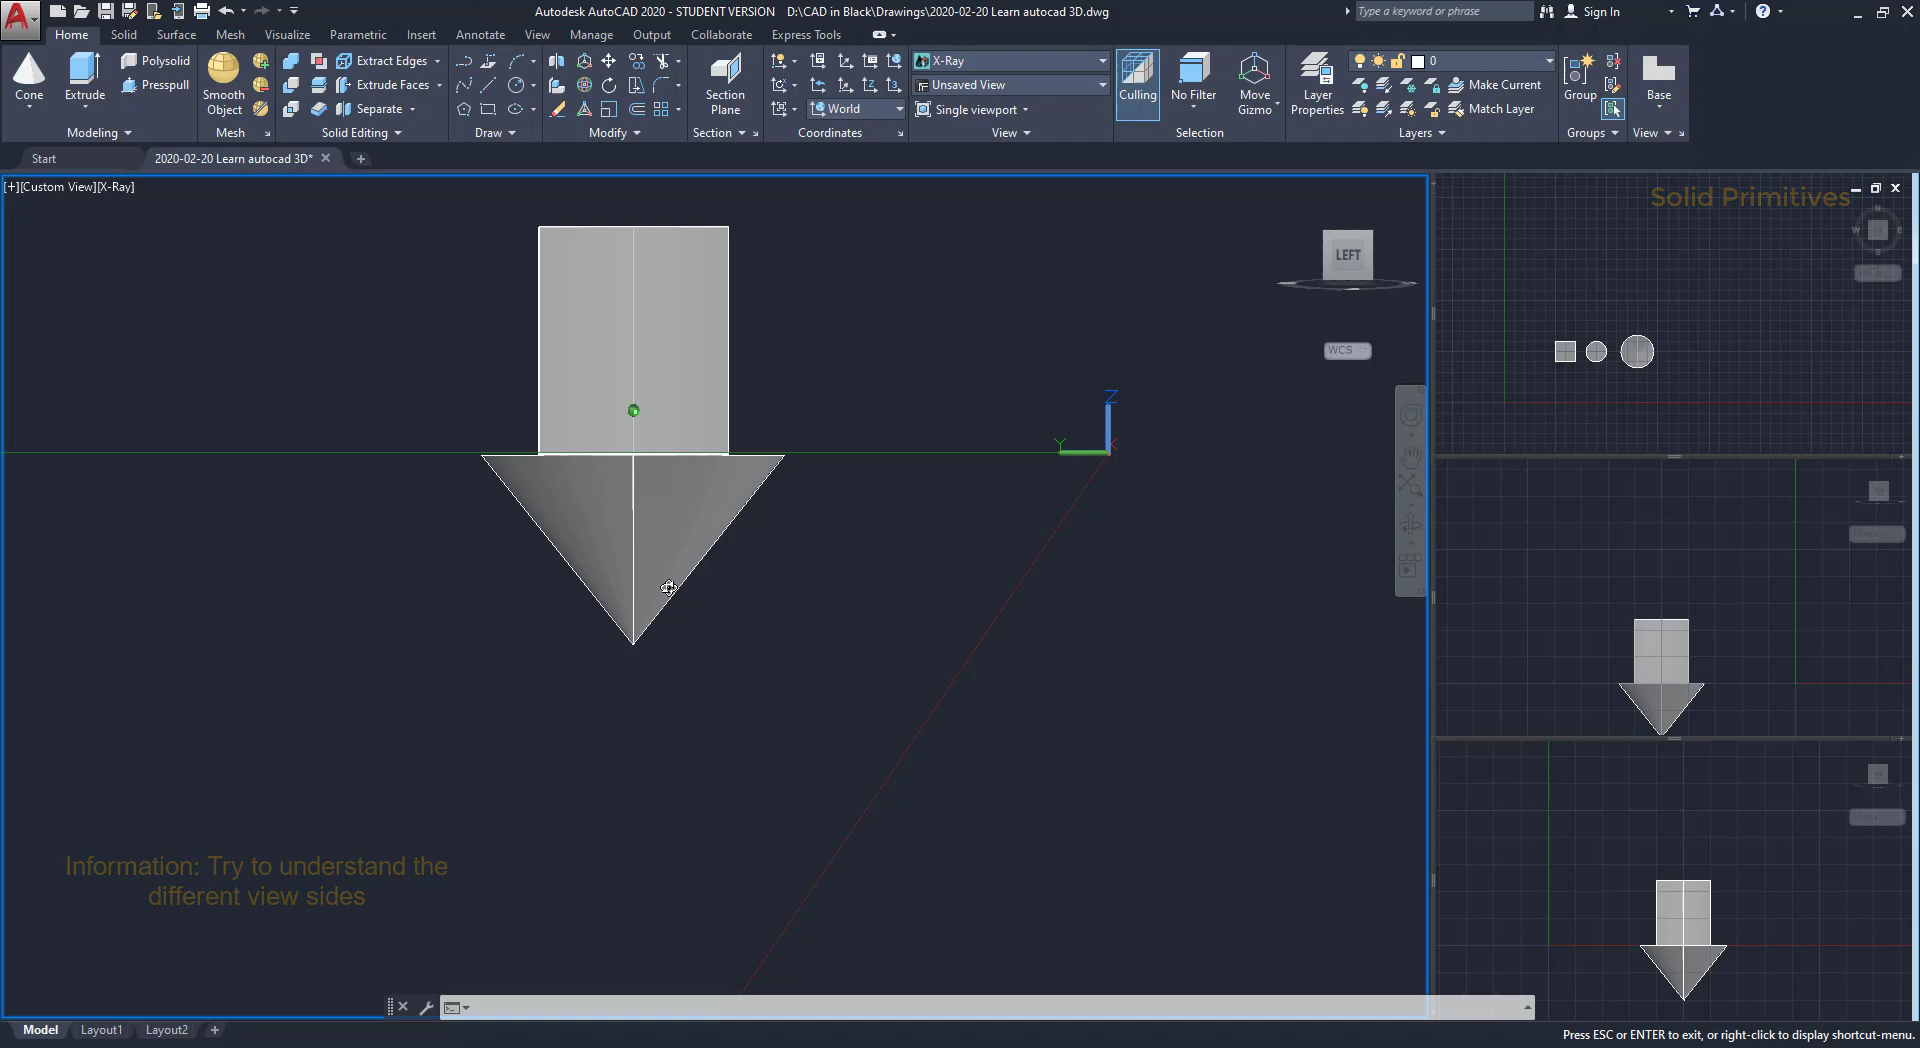 Autodesk AutoCAD 2020 - STUDENT VERSION
D:\CAD in Black\Drawings\2020-02-20 Learn autocad 3D.dwg
Type a keyword or phrase
Sign In
Home
Solid
Surface
Mesh
Visualize
Parametric
Insert
Annotate
View
Manage
Output
Collaborate
Express Tools
Cone
Extrude
Polysolid
Presspull
Modeling
Smooth
Object
Mesh
Extract Edges
Extrude Faces
Separate
Solid Editing
Draw
Modify
Section
Plane
Section
World
Coordinates
X-Ray
Unsaved View
Single viewport
View
Culling
No Filter
Move
Gizmo
Selection
Layer
Properties
0
Make Current
Match Layer
Layers
Group
Groups
Base
View
Start
2020-02-20 Learn autocad 3D*
[+][Custom View][X-Ray]
Solid Primitives
LEFT
WCS
N
W
E
S
Z
Y
X
Information: Try to understand the
different view sides
Model
Layout1
Layout2
Press ESC or ENTER to exit, or right-click to display shortcut-menu.